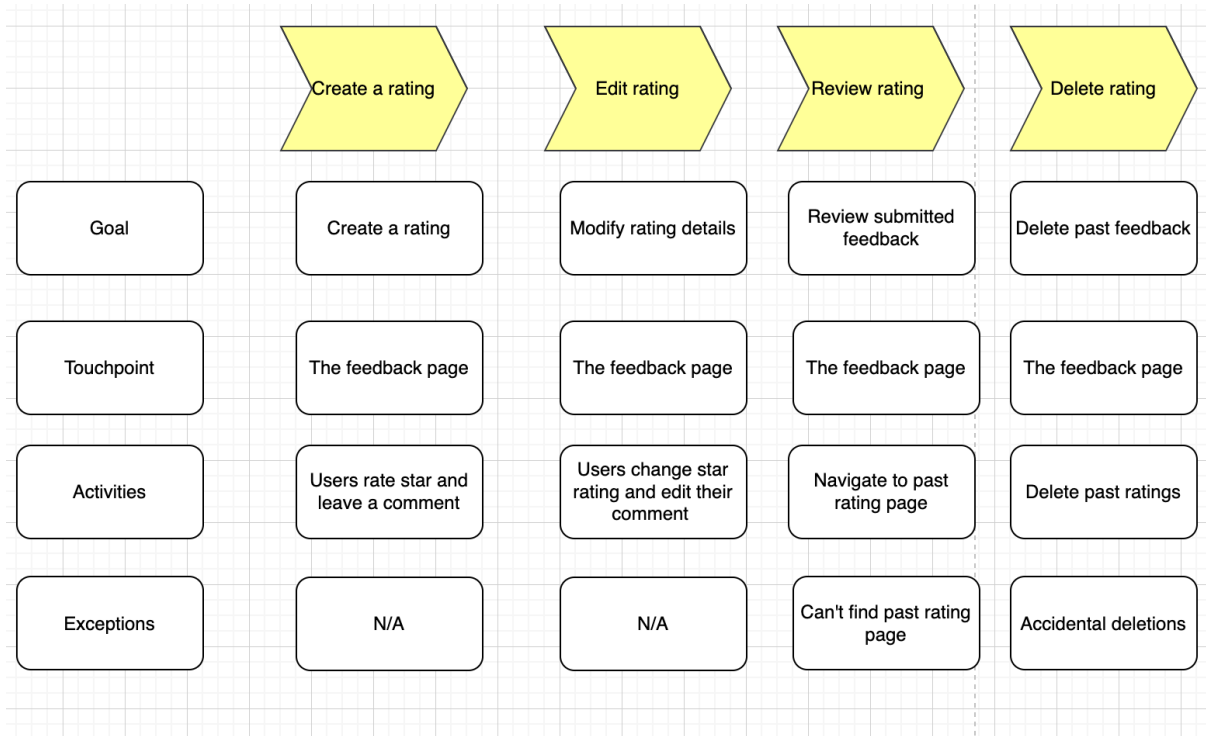 Create a rating
Edit rating
Review rating
Delete rating
Goal
Create a rating
Modify rating details
Review submitted
feedback
Delete past feedback
Touchpoint
The feedback page
The feedback page
The feedback page
The feedback page
Activities
Users rate star and
leave a comment
Users change star
rating and edit their
comment
Navigate to past
rating page
Delete past ratings
Exceptions
N/A
N/A
Can't find past rating
page
Accidental deletions